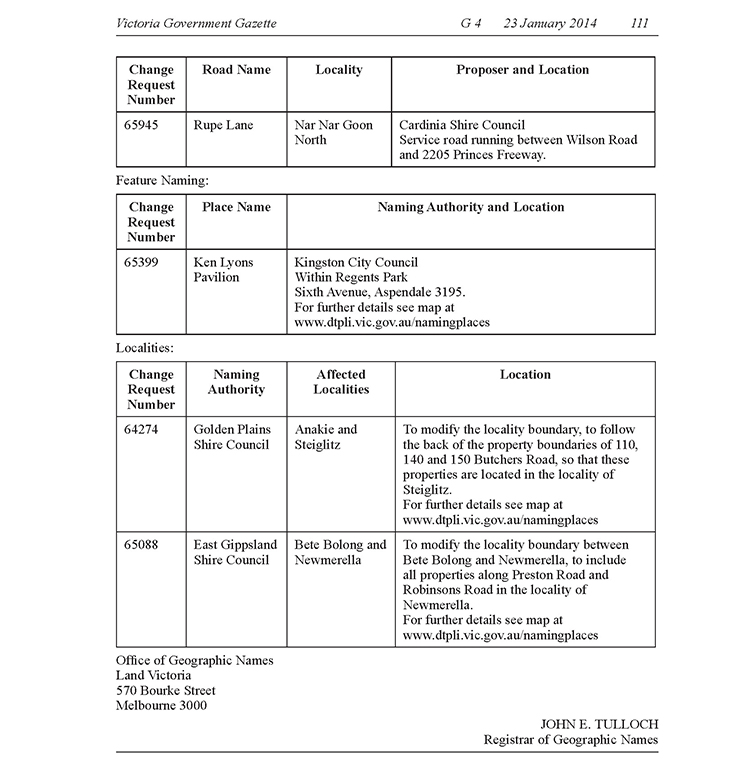 Victoria Government Gazette G 4 23 January 2014 111
Change Request Number Road Name Locality Proposer and Location
65945 Rupe Lane Nar Nar Goon North Cardinia Shire Council
Service road running between Wilson Road
and 2205 Princes Freeway.
Feature Naming:
Change Request Number Place Name Naming Authority and Location
65399 Ken Lyons Pavilion Kingston City Council
Within Regents Park
Sixth Avenue, Aspendale 3195.
For further details see map at
www.dtpli.vic.gov.au/namingplaces
Localities:
Change Request Number Naming Authority Affected Localities Location
64274 Golden Plains Shire Council Anakie and Steiglitz To modify the locality boundary, to follow
the back of the property boundaries of 110,
140 and 150 Butchers Road, so that these
properties are located in the locality of
Steiglitz.
For further details see map at
www.dtpli.vic.gov.au/namingplaces
65088 East Gippsland Shire Council Bete Bolong and Newmerella To modify the locality boundary between
Bete Bolong and Newmerella, to include
all properties along Preston Road and
Robinsons Road in the locality of
Newmerella.
For further details see map at
www.dtpli.vic.gov.au/namingplaces
Office of Geographic Names
Land Victoria
570 Bourke Street
Melbourne 3000
JOHN E. TULLOCH
Registrar of Geographic Names